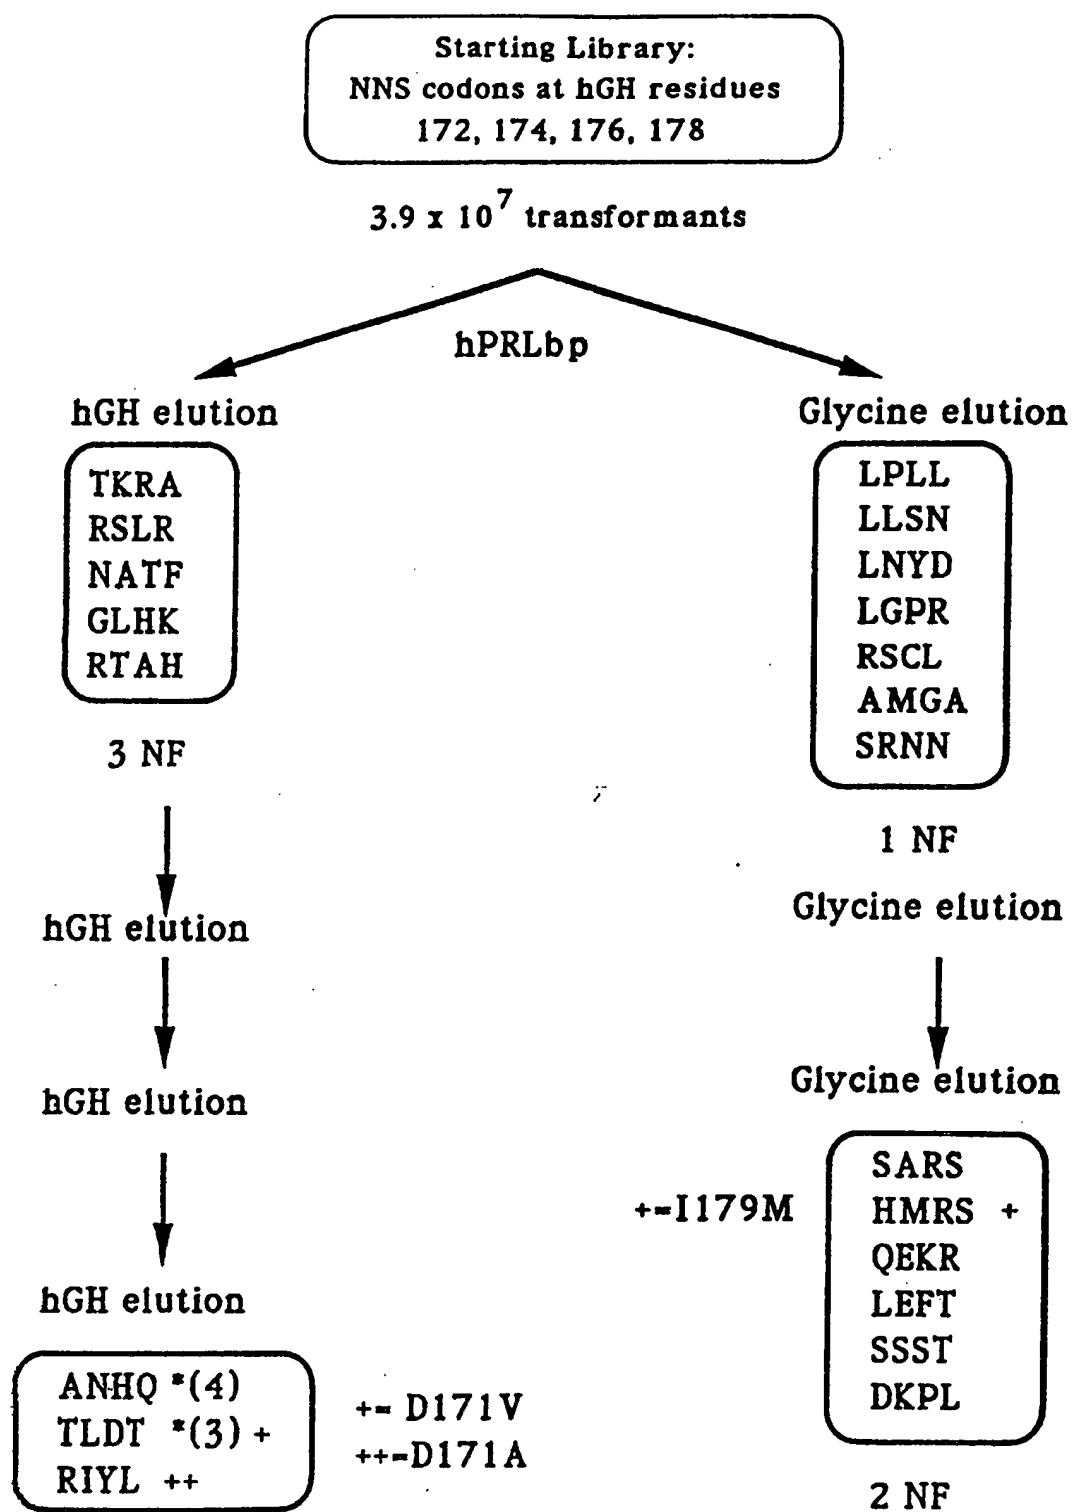 Starting Library:
NNS codons at hGH residues
172, 174, 176, 178
3.9 x 10^7 transformants
hPRLbp
hGH elution
TKRA
RSLR
NATF
GLHK
RTAH
3 NF
hGH elution
hGH elution
hGH elution
ANHQ *(4)
TLDT *(3) +
RIYL ++
+= D171V
++=D171A
Glycine elution
LPLL
LLSN
LNYD
LGPR
RSCL
AMGA
SRNN
1 NF
Glycine elution
Glycine elution
+=I179M
SARS
HMRS +
QEKR
LEFT
SSST
DKPL
2 NF